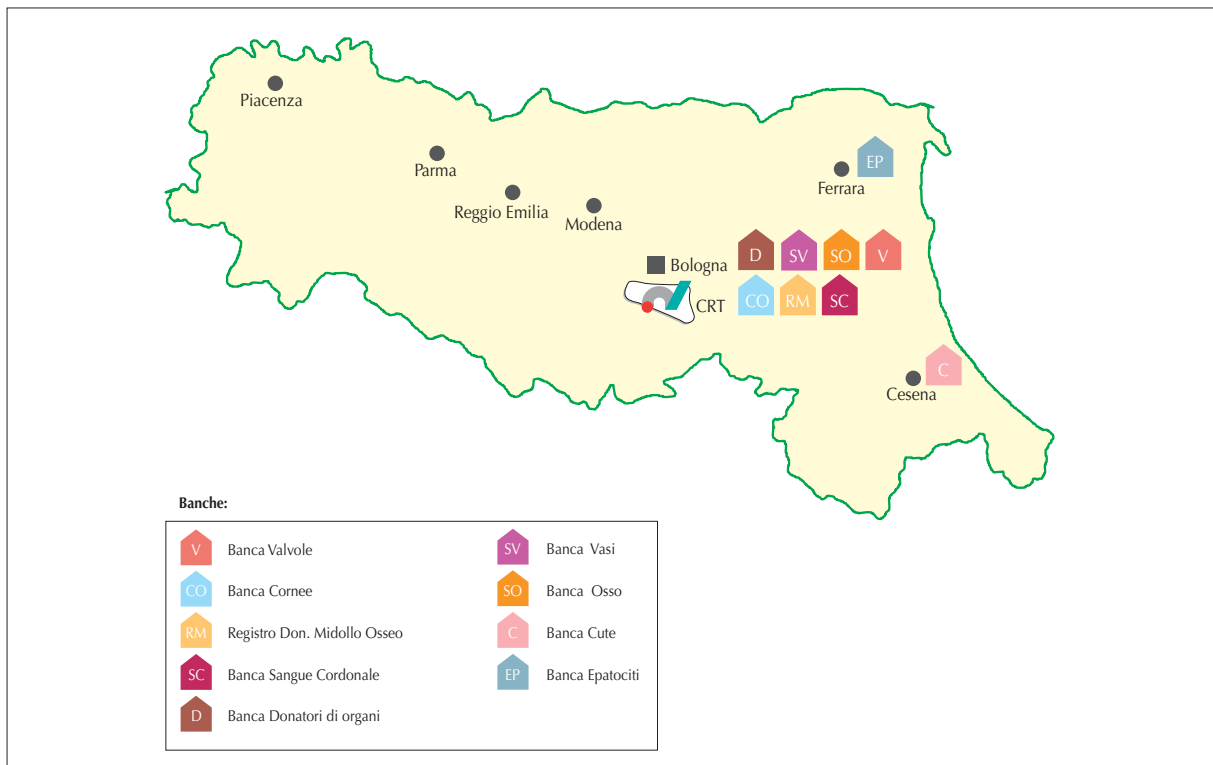 Piacenza
Parma
Reggio Emilia
Modena
Ferrara
EP
Bologna
D SV SO V
CRT
CO RM SC
Cesena
C
Banche:
V Banca Valvole
CO Banca Cornee
RM Registro Don. Midollo Osseo
SC Banca Sangue Cordonale
D Banca Donatori di organi
SV Banca Vasi
SO Banca Osso
C Banca Cute
EP Banca Epatociti